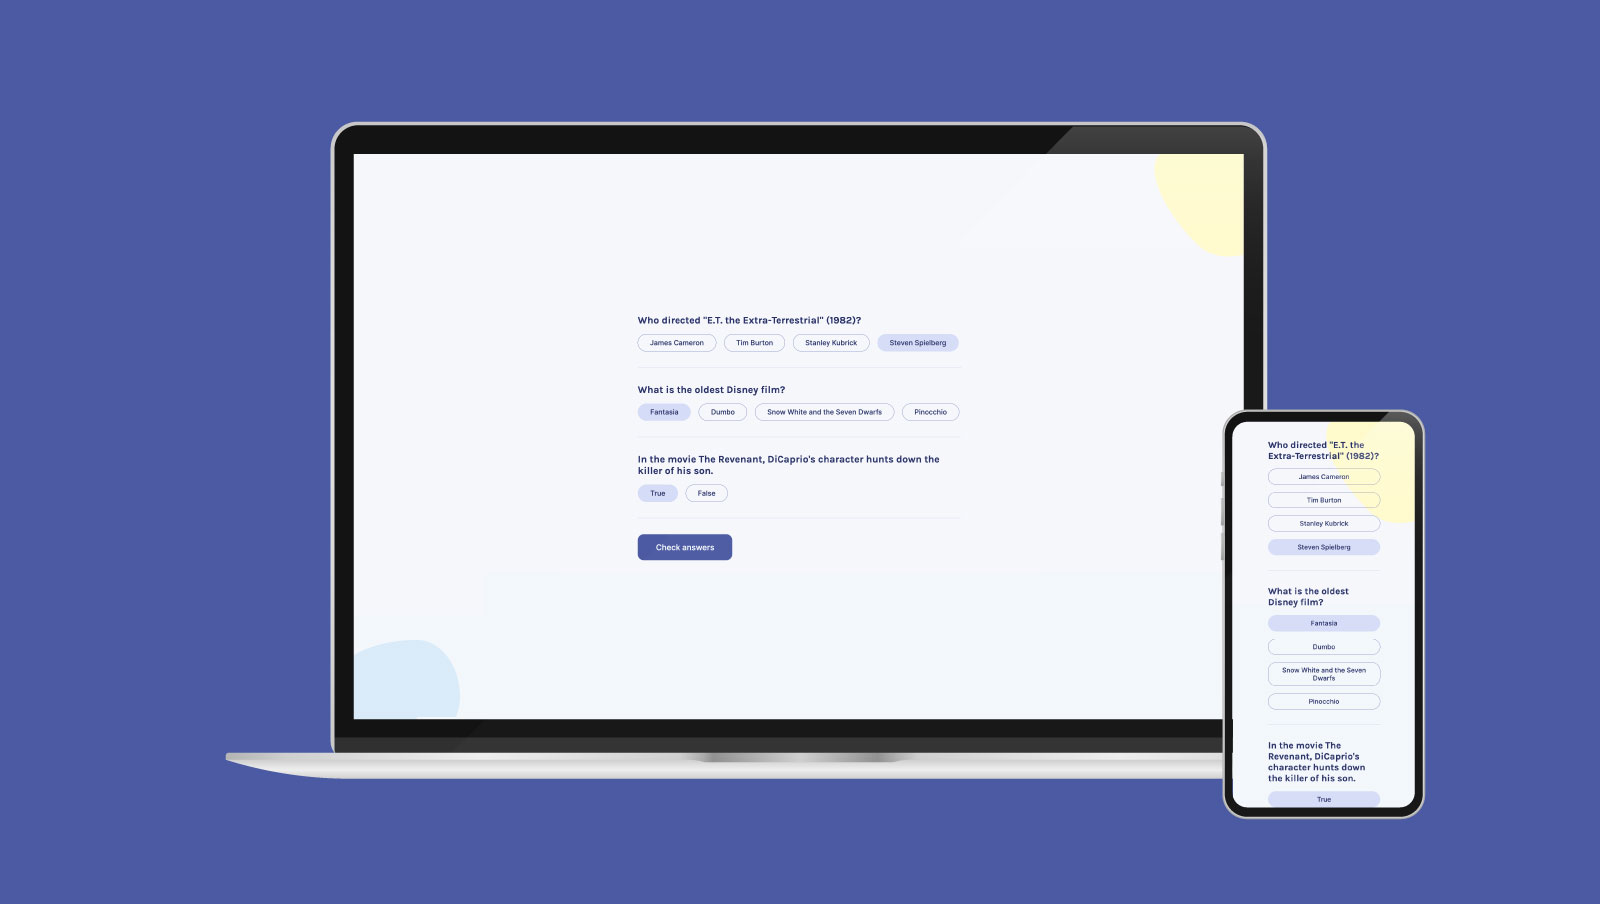 Who directed "E.T. the Extra-Terrestrial" (1982)?
James Cameron Tim Burton Stanley Kubrick Steven Spielberg
What is the oldest Disney film?
Fantasia Dumbo Snow White and the Seven Dwarfs Pinocchio
In the movie The Revenant, DiCaprio's character hunts down the
killer of his son.
True False
Check answers
Who directed "E.T. the
Extra-Terrestrial" (1982)?
James Cameron
Tim Burton
Stanley Kubrick
Steven Spielberg
What is the oldest
Disney film?
Fantasia
Dumbo
Snow White and the Seven
Dwarfs
Pinocchio
In the movie The
Revenant, DiCaprio's
character hunts down
the killer of his son.
True